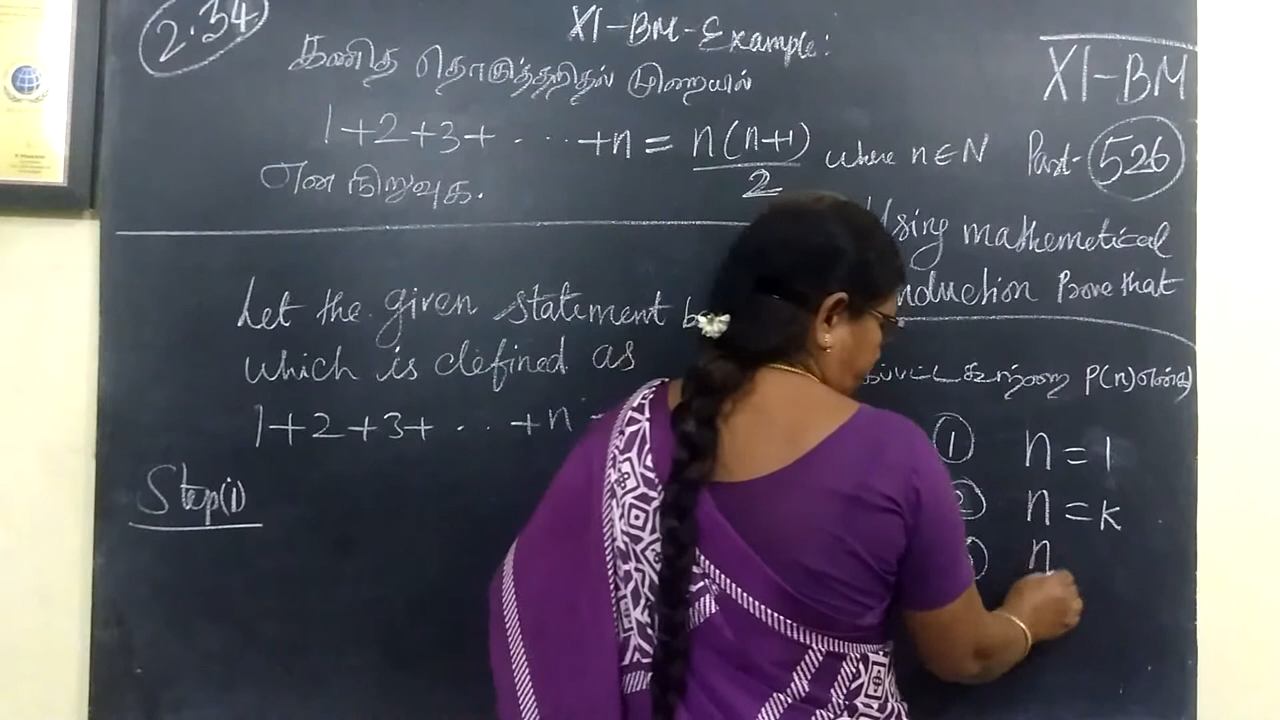 2.34
XI-BM-Example:
XI-BM
கணித தொகுத்தறிதல் முறையில்
1+2+3+ . . . +n = n(n+1)/2 where n∈N
Part- 526
என நிறுவுக.
Using mathemetical
induction Prove that
Let the given statement
which is defined as
P(n) என்க
1+2+3+ . . . +n
① n=1
② n=k
n
Step(i)